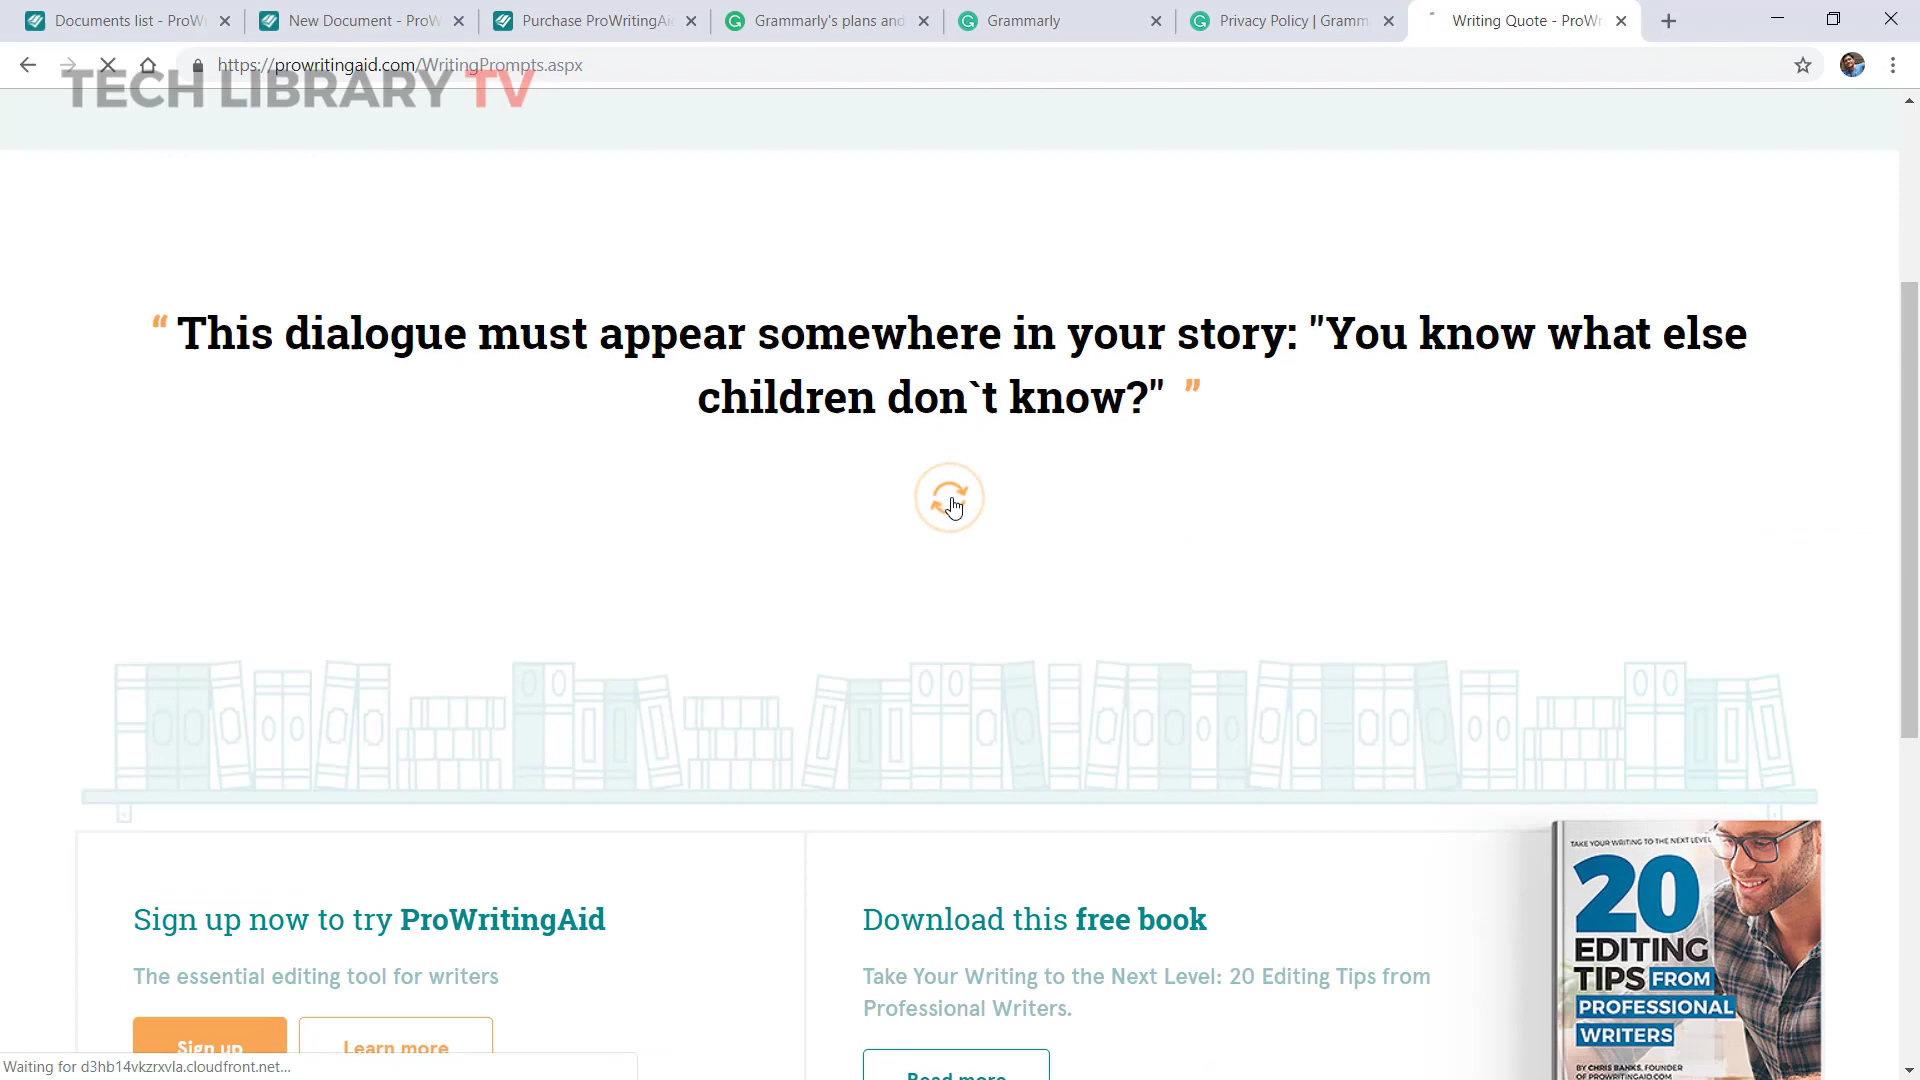 Documents list - ProWr
New Document - ProW
Purchase ProWritingAi
Grammarly's plans and
Grammarly
Privacy Policy | Gramm
Writing Quote - ProWr
https://prowritingaid.com/WritingPrompts.aspx
TECH LIBRARY TV
“ This dialogue must appear somewhere in your story: "You know what else
children don`t know?" ”
Sign up now to try ProWritingAid
The essential editing tool for writers
Sign up
Learn more
Download this free book
Take Your Writing to the Next Level: 20 Editing Tips from
Professional Writers.
Read more
TAKE YOUR WRITING TO THE NEXT LEVEL
20
EDITING
TIPS FROM
PROFESSIONAL
WRITERS
BY CHRIS BANKS, FOUNDER
OF PROWRITINGAID.COM
Waiting for d3hb14vkzrxvla.cloudfront.net...